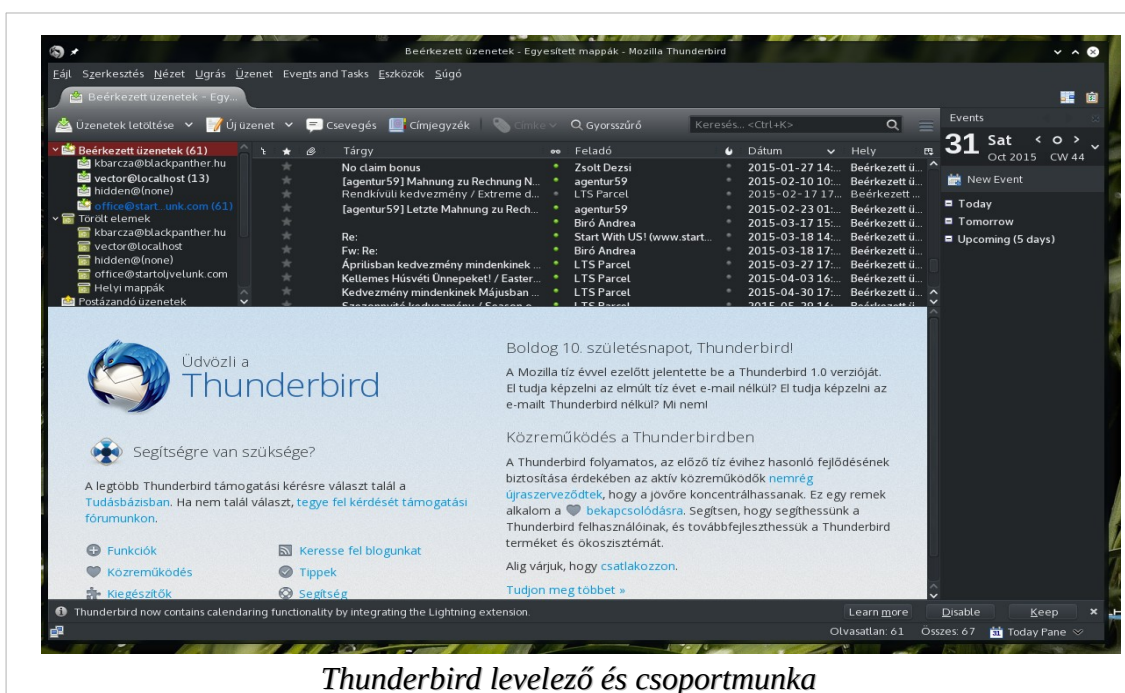 Beérkezett üzenetek - Egyesített mappák - Mozilla Thunderbird
Fájl Szerkesztés Nézet Ugrás Üzenet Events and Tasks Eszközök Súgó
Beérkezett üzenetek - Egy...
Üzenetek letöltése Új üzenet Csevegés Címjegyzék Címke Gyorsszűrő Keresés... <Ctrl+K>
Beérkezett üzenetek (61)
kbarcza@blackpanther.hu
vector@localhost (13)
hidden@(none)
office@start...unk.com (61)
Törölt elemek
kbarcza@blackpanther.hu
vector@localhost
hidden@(none)
office@startoljvelunk.com
Helyi mappák
Postázandó üzenetek
Tárgy Feladó Dátum Hely
No claim bonus Zsolt Dezsi 2015-01-27 14:... Beérkezett ü...
[agentur59] Mahnung zu Rechnung N... agentur59 2015-02-10 10:... Beérkezett ü...
Rendkívüli kedvezmény / Extreme d... LTS Parcel 2015-02-17 17... Beérkezett ...
[agentur59] Letzte Mahnung zu Rech... agentur59 2015-02-23 01:... Beérkezett ü...
Biró Andrea 2015-03-17 15:... Beérkezett ü...
Re: Start With US! (www.start... 2015-03-18 14:... Beérkezett ü...
Fw: Re: Biró Andrea 2015-03-18 17:... Beérkezett ü...
Áprilisban kedvezmény mindenkinek ... LTS Parcel 2015-03-27 17:... Beérkezett ü...
Kellemes Húsvéti Ünnepeket! / Easter... LTS Parcel 2015-04-03 16:... Beérkezett ü...
Kedvezmény mindenkinek Májusban ... LTS Parcel 2015-04-30 17:... Beérkezett ü...
Events
31 Sat
Oct 2015 CW 44
New Event
Today
Tomorrow
Upcoming (5 days)
Üdvözli a
Thunderbird
Segítségre van szüksége?
A legtöbb Thunderbird támogatási kérésre választ talál a
Tudásbázisban. Ha nem talál választ, tegye fel kérdését támogatási
fórumunkon.
Funkciók Keresse fel blogunkat
Közreműködés Tippek
Kiegészítők Segítség
Boldog 10. születésnapot, Thunderbird!
A Mozilla tíz évvel ezelőtt jelentette be a Thunderbird 1.0 verzióját.
El tudja képzelni az elmúlt tíz évet e-mail nélkül? El tudja képzelni az
e-mailt Thunderbird nélkül? Mi nem!
Közreműködés a Thunderbirdben
A Thunderbird folyamatos, az előző tíz évihez hasonló fejlődésének
biztosítása érdekében az aktív közreműködők nemrég
újraszerveződtek, hogy a jövőre koncentrálhassanak. Ez egy remek
alkalom a bekapcsolódásra. Segítsen, hogy segíthessünk a
Thunderbird felhasználóinak, és továbbfejleszthessük a Thunderbird
terméket és ökoszisztémát.
Alig várjuk, hogy csatlakozzon.
Tudjon meg többet »
Thunderbird now contains calendaring functionality by integrating the Lightning extension. Learn more Disable Keep
Olvasatlan: 61 Összes: 67 31 Today Pane
Thunderbird levelező és csoportmunka